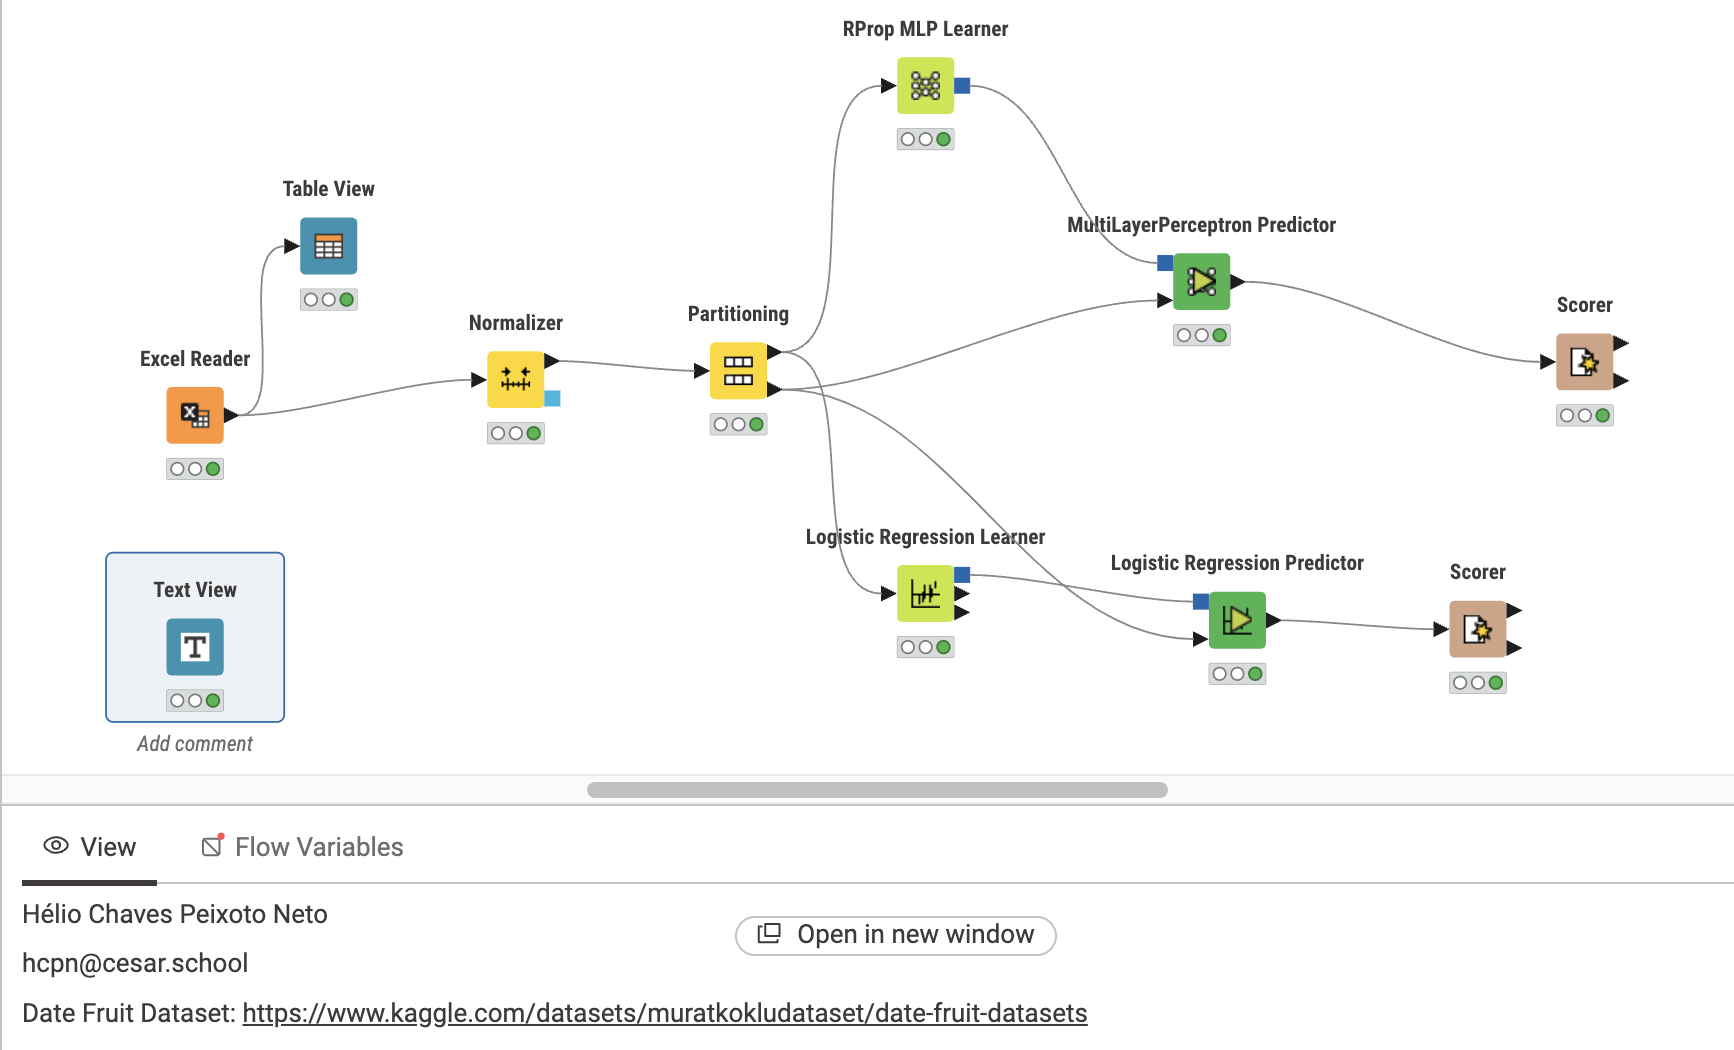 RProp MLP Learner
Table View
MultiLayerPerceptron Predictor
Scorer
Partitioning
Normalizer
Excel Reader
Logistic Regression Learner
Logistic Regression Predictor
Scorer
Text View
T
Add comment
View
Flow Variables
Hélio Chaves Peixoto Neto
Open in new window
hcpn@cesar.school
Date Fruit Dataset: https://www.kaggle.com/datasets/muratkokludataset/date-fruit-datasets